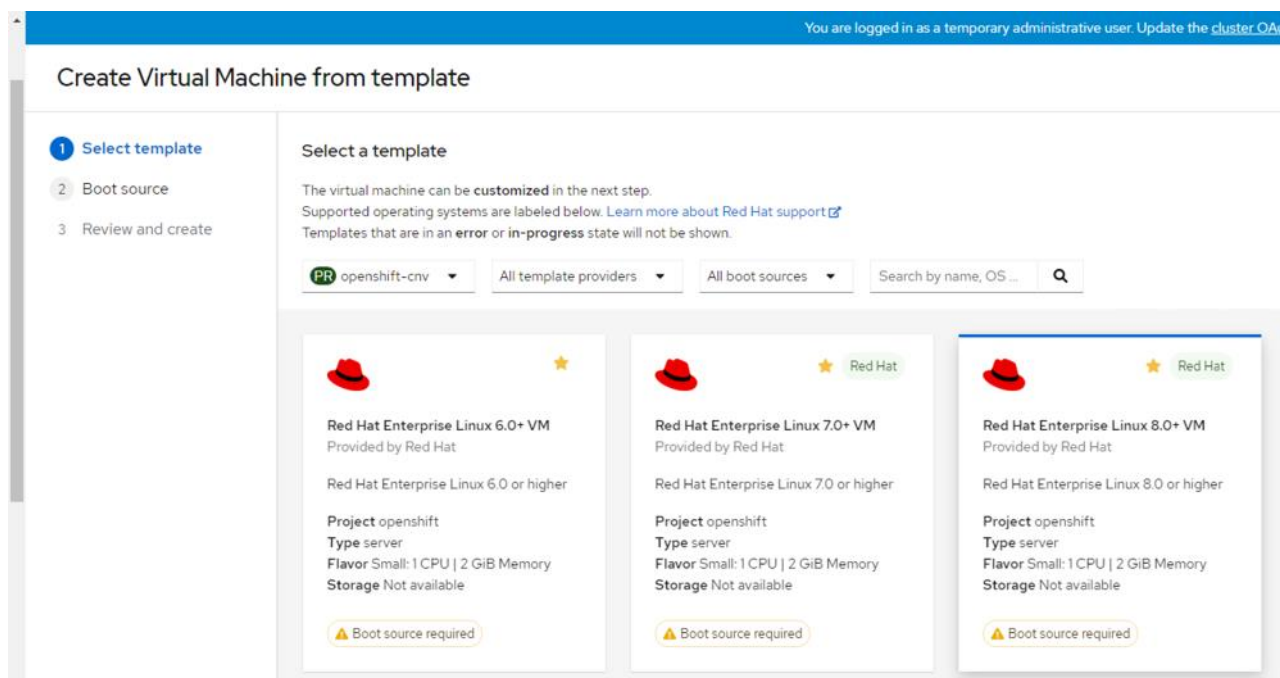 You are logged in as a temporary administrative user. Update the cluster OAu
Create Virtual Machine from template
1 Select template
2 Boot source
3 Review and create
Select a template
The virtual machine can be customized in the next step.
Supported operating systems are labeled below. Learn more about Red Hat support
Templates that are in an error or in-progress state will not be shown.
PR openshift-cnv
All template providers
All boot sources
Search by name, OS ...
Red Hat Enterprise Linux 6.0+ VM
Provided by Red Hat
Red Hat Enterprise Linux 6.0 or higher
Project openshift
Type server
Flavor Small: 1 CPU | 2 GiB Memory
Storage Not available
Boot source required
Red Hat
Red Hat Enterprise Linux 7.0+ VM
Provided by Red Hat
Red Hat Enterprise Linux 7.0 or higher
Project openshift
Type server
Flavor Small: 1 CPU | 2 GiB Memory
Storage Not available
Boot source required
Red Hat
Red Hat Enterprise Linux 8.0+ VM
Provided by Red Hat
Red Hat Enterprise Linux 8.0 or higher
Project openshift
Type server
Flavor Small: 1 CPU | 2 GiB Memory
Storage Not available
Boot source required